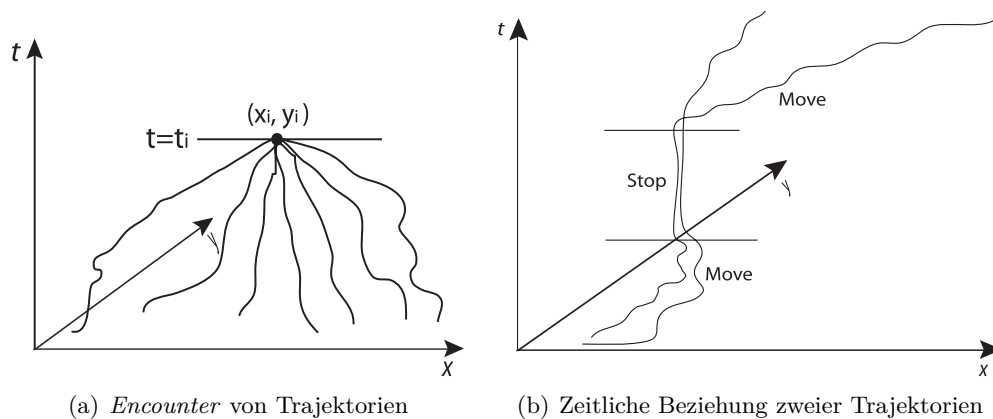 t
(xi, yi)
t=ti
y
x
(a) Encounter von Trajektorien
t
Move
Stop
y
Move
x
(b) Zeitliche Beziehung zweier Trajektorien